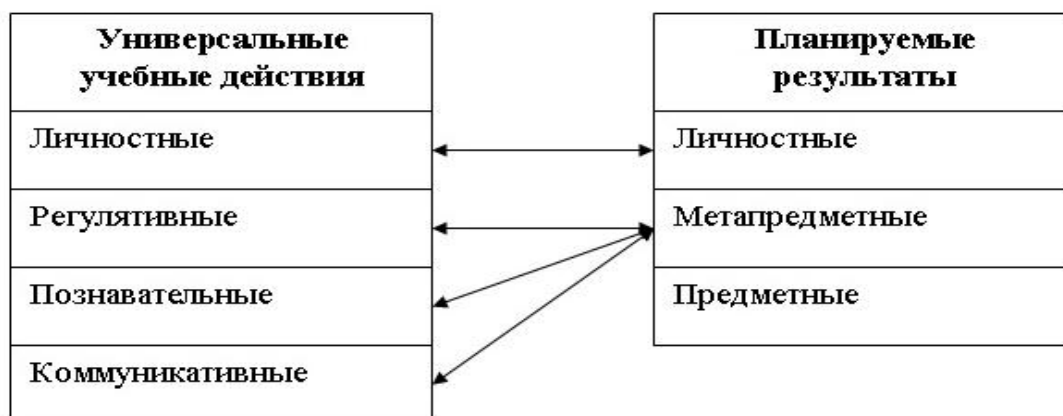 Универсальные
учебные действия
Личностные
Регулятивные
Познавательные
Коммуникативные
Планируемые
результаты
Личностные
Метапредметные
Предметные